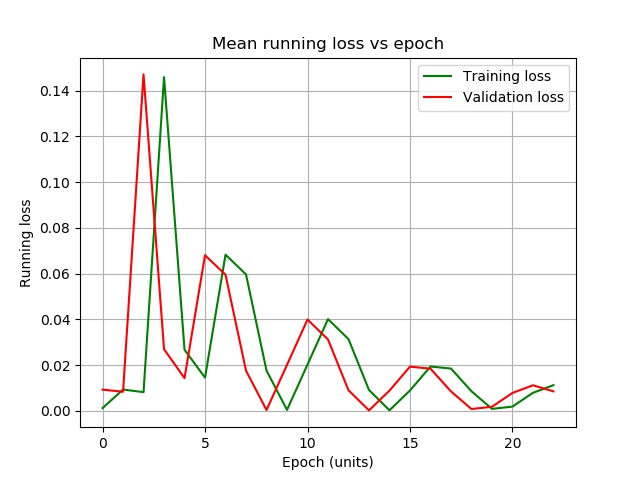 Mean running loss vs epoch
Training loss
Validation loss
0.14
0.12
0.10
0.08
0.06
0.04
0.02
0.00
Running loss
0 5 10 15 20
Epoch (units)